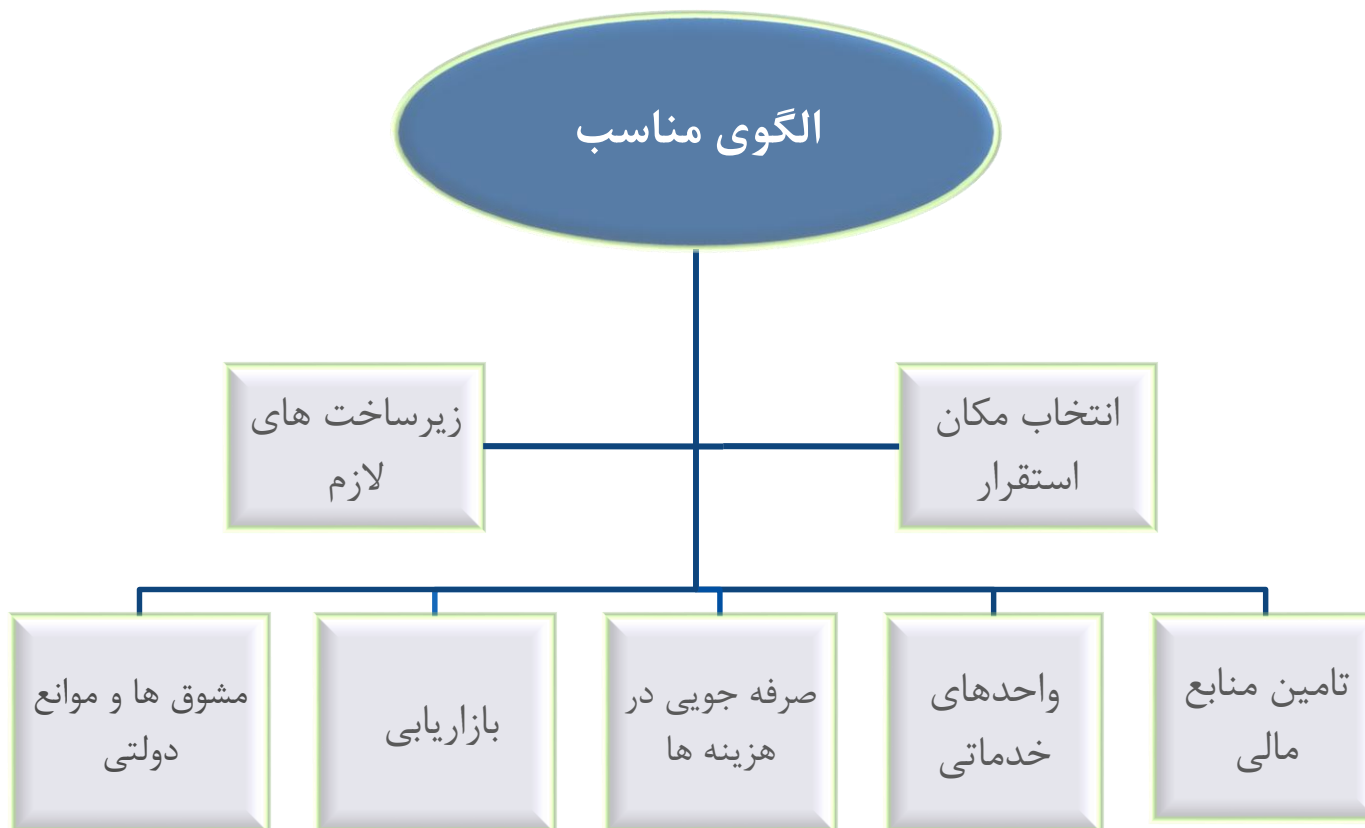 الگوی مناسب
انتخاب مکان
استقرار
زیرساخت های
لازم
تامین منابع
مالی
واحدهای
خدماتی
صرفه جویی در
هزینه ها
بازاریابی
مشوق ها و موانع
دولتی